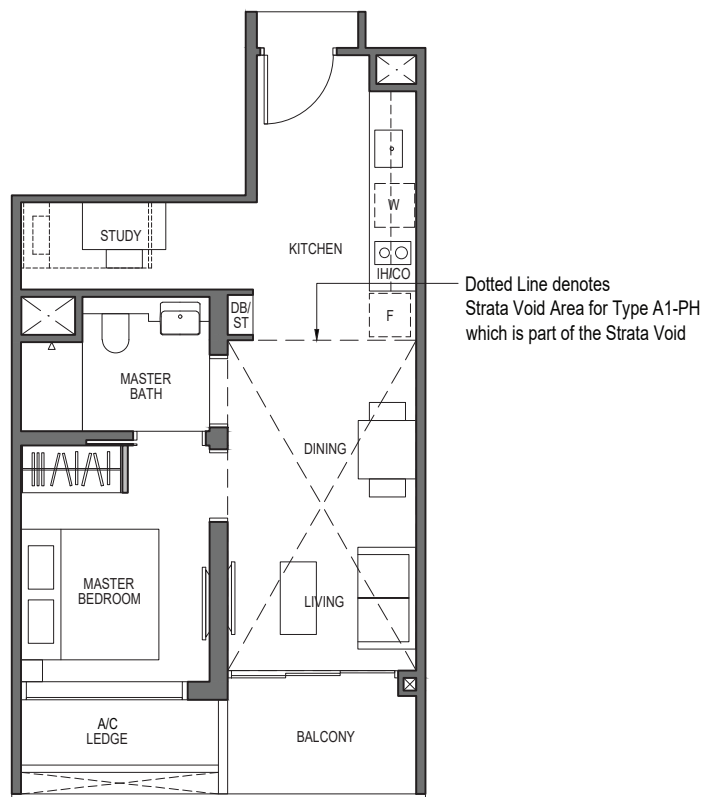 W
STUDY
KITCHEN
IH/CO
DB/
ST
F
Dotted Line denotes
Strata Void Area for Type A1-PH
which is part of the Strata Void
MASTER
BATH
DINING
MASTER
BEDROOM
LIVING
A/C
LEDGE
BALCONY